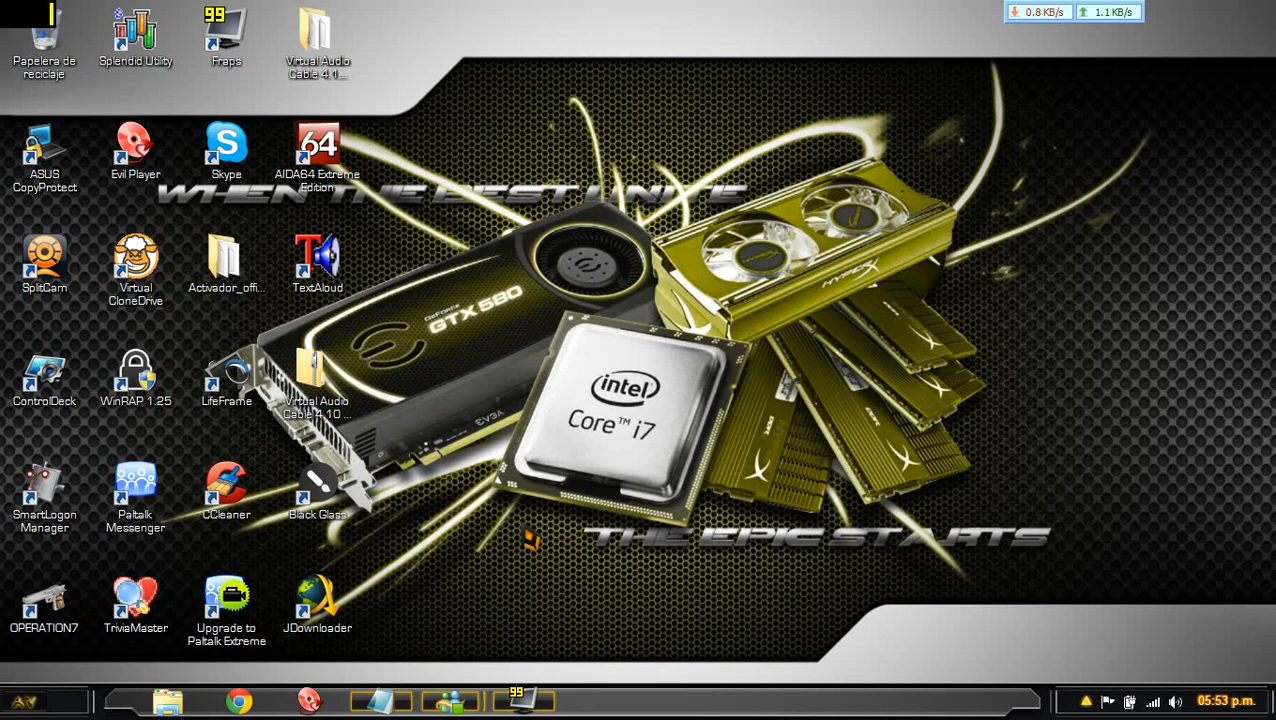 99
0.8 KB/s
1.1 KB/s
Papelera de
reciclaje
Splendid Utility
Fraps
Virtual Audio
Cable 4.1...
64
ASUS
CopyProtect
Evil Player
Skype
AIDA64 Extreme
Edition
WHEN THE BEST UNITE
SplitCam
Virtual
CloneDrive
Activador_offi...
TextAloud
GEFORCE
GTX 580
HYPERX
EVGA
intel
Core™ i7
ControlDeck
WinRAP 1.25
LifeFrame
Virtual Audio
Cable 4.10 ...
SmartLogon
Manager
Paltalk
Messenger
CCleaner
Black Glass
THE EPIC STARTS
OPERATION7
TriviaMaster
Upgrade to
Paltalk Extreme
JDownloader
99
05:53 p.m.